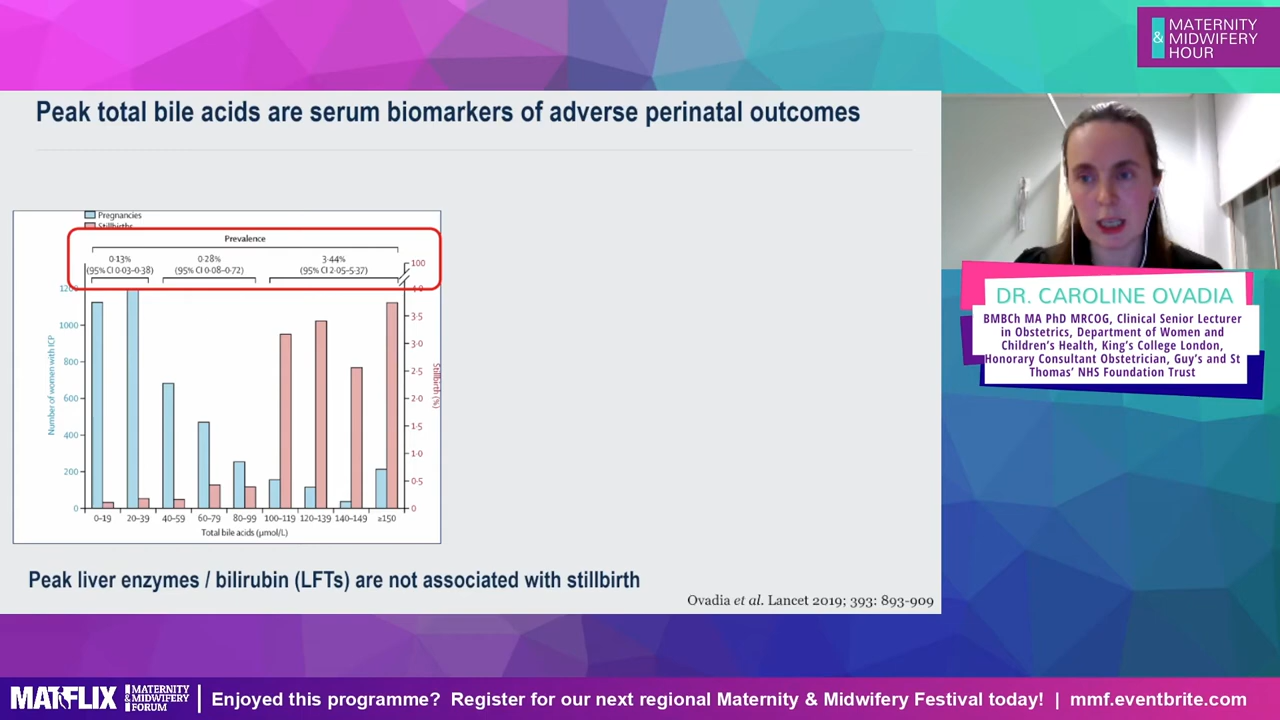 MATERNITY
& MIDWIFERY
HOUR
Peak total bile acids are serum biomarkers of adverse perinatal outcomes
Pregnancies
Stillbirths
Prevalence
0·13%
(95% CI 0·03–0·38)
0·28%
(95% CI 0·08–0·72)
3·44%
(95% CI 2·05–5·37)
100
1200
1000
800
600
400
200
0
Number of women with ICP
4·0
3·5
3·0
2·5
2·0
1·5
1·0
0·5
0
Stillbirth (%)
0–19 20–39 40–59 60–79 80–99 100–119 120–139 140–149 ≥150
Total bile acids (μmol/L)
Peak liver enzymes / bilirubin (LFTs) are not associated with stillbirth
Ovadia et al. Lancet 2019; 393: 893-909
DR. CAROLINE OVADIA
BMBCh MA PhD MRCOG, Clinical Senior Lecturer
in Obstetrics, Department of Women and
Children's Health, King's College London,
Honorary Consultant Obstetrician, Guy's and St
Thomas' NHS Foundation Trust
MATFLIX MATERNITY
&MIDWIFERY
FORUM
Enjoyed this programme? Register for our next regional Maternity & Midwifery Festival today! | mmf.eventbrite.com